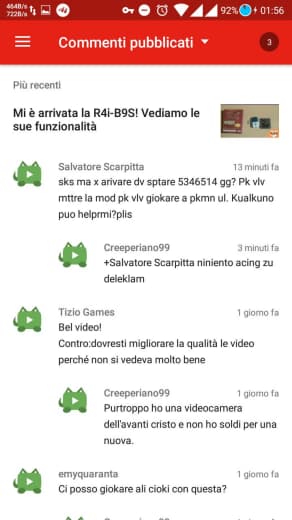 464B/s
722B/s
92%
01:56
Commenti pubblicati
3
Più recenti
Mi è arrivata la R4i-B9S! Vediamo le
sue funzionalità
Salvatore Scarpitta
13 minuti fa
sks ma x arivare dv sptare 5346514 gg? Pk vlv
mttre la mod pk vlv giokare a pkmn ul. Kualkuno
puo helprmi?plis
Creeperiano99
3 minuti fa
+Salvatore Scarpitta niniento acing zu
deleklam
Tizio Games
1 giorno fa
Bel video!
Contro:dovresti migliorare la qualità le video
perché non si vedeva molto bene
Creeperiano99
1 giorno fa
Purtroppo ho una videocamera
dell'avanti cristo e non ho soldi per una
nuova.
emyquaranta
1 giorno fa
Ci posso giokare ali cioki con questa?